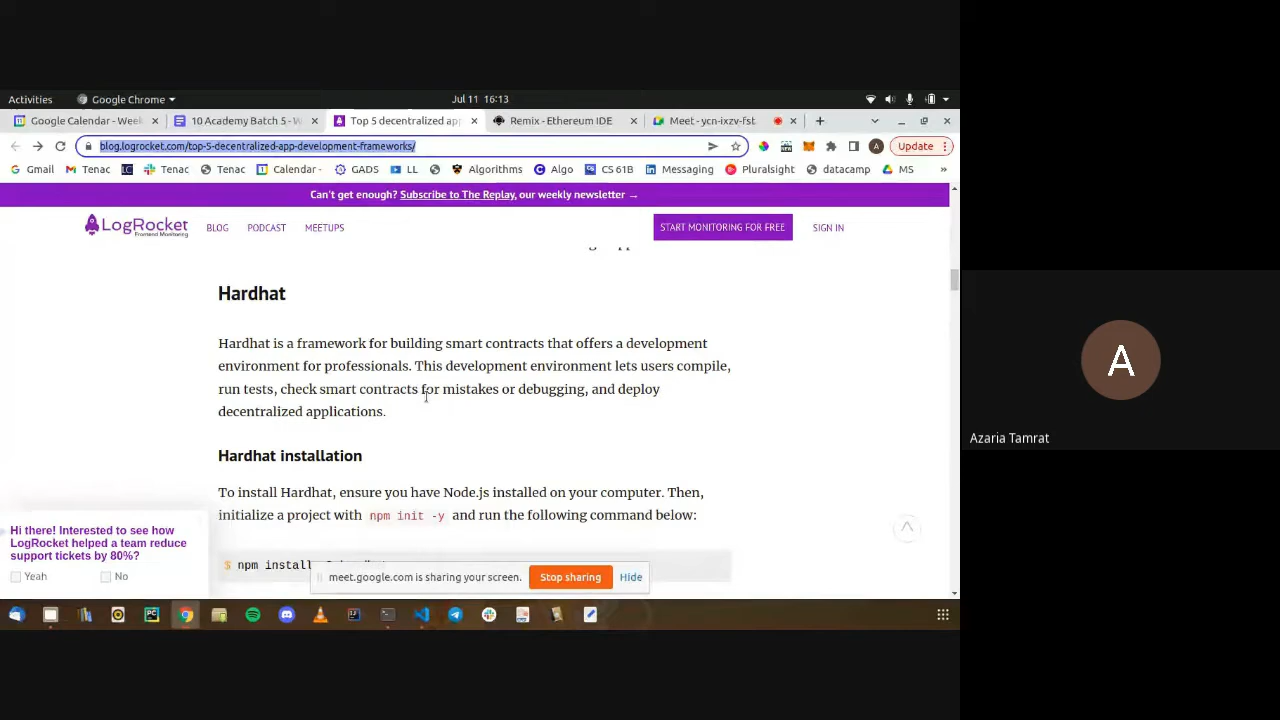 Activities
Google Chrome
Jul 11 16:13
Google Calendar - Week
10 Academy Batch 5 - W
Top 5 decentralized app
Remix - Ethereum IDE
Meet - ycn-ixzv-fst
blog.logrocket.com/top-5-decentralized-app-development-frameworks/
A
Update
Gmail
Tenac
LC
Tenac
Calendar -
GADS
LL
Tenac
Algorithms
Algo
CS 61B
Messaging
Pluralsight
datacamp
MS
»
Can't get enough? Subscribe to The Replay, our weekly newsletter →
LogRocket
Frontend Monitoring
BLOG
PODCAST
MEETUPS
START MONITORING FOR FREE
SIGN IN
Hardhat
Hardhat is a framework for building smart contracts that offers a development
environment for professionals. This development environment lets users compile,
run tests, check smart contracts for mistakes or debugging, and deploy
decentralized applications.
Hardhat installation
To install Hardhat, ensure you have Node.js installed on your computer. Then,
initialize a project with npm init -y and run the following command below:
$ npm install
Hi there! Interested to see how
LogRocket helped a team reduce
support tickets by 80%?
Yeah
No
meet.google.com is sharing your screen.
Stop sharing
Hide
A
Azaria Tamrat